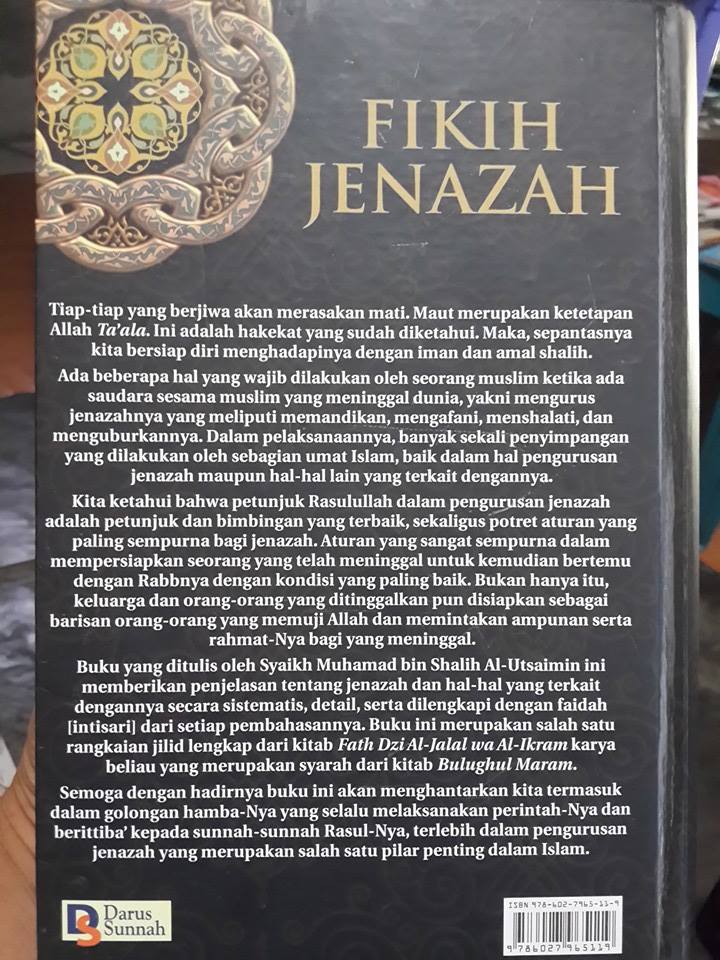 FIKIH
JENAZAH
Tiap-tiap yang berjiwa akan merasakan mati. Maut merupakan ketetapan
Allah Ta'ala. Ini adalah hakekat yang sudah diketahui. Maka, sepantasnya
kita bersiap diri menghadapinya dengan iman dan amal shalih.
Ada beberapa hal yang wajib dilakukan oleh seorang muslim ketika ada
saudara sesama muslim yang meninggal dunia, yakni mengurus
jenazahnya yang meliputi memandikan, mengafani, menshalati, dan
menguburkannya. Dalam pelaksanaannya, banyak sekali penyimpangan
yang dilakukan oleh sebagian umat Islam, baik dalam hal pengurusan
jenazah maupun hal-hal lain yang terkait dengannya.
Kita ketahui bahwa petunjuk Rasulullah dalam pengurusan jenazah
adalah petunjuk dan bimbingan yang terbaik, sekaligus potret aturan yang
paling sempurna bagi jenazah. Aturan yang sangat sempurna dalam
mempersiapkan seorang yang telah meninggal untuk kemudian bertemu
dengan Rabbnya dengan kondisi yang paling baik. Bukan hanya itu,
keluarga dan orang-orang yang ditinggalkan pun disiapkan sebagai
barisan orang-orang yang memuji Allah dan memintakan ampunan serta
rahmat-Nya bagi yang meninggal.
Buku yang ditulis oleh Syaikh Muhamad bin Shalih Al-Utsaimin ini
memberikan penjelasan tentang jenazah dan hal-hal yang terkait
dengannya secara sistematis, detail, serta dilengkapi dengan faidah
[intisari] dari setiap pembahasannya. Buku ini merupakan salah satu
rangkaian jilid lengkap dari kitab Fath Dzi Al-Jalal wa Al-Ikram karya
beliau yang merupakan syarah dari kitab Bulughul Maram.
Semoga dengan hadirnya buku ini akan menghantarkan kita termasuk
dalam golongan hamba-Nya yang selalu melaksanakan perintah-Nya dan
berittiba' kepada sunnah-sunnah Rasul-Nya, terlebih dalam pengurusan
jenazah yang merupakan salah satu pilar penting dalam Islam.
DS Darus
Sunnah
ISBN 978-602-7965-11-9
9 786027 965119